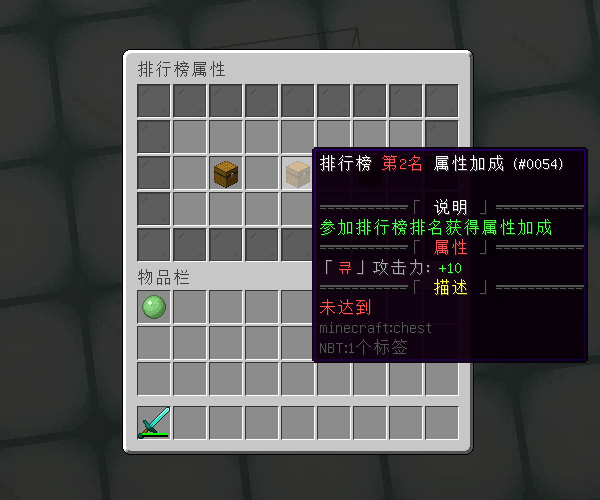 排行榜属性
排行榜 第2名 属性加成 (#0054)
「 说明 」
参加排行榜排名获得属性加成
「 属性 」
「ㅋ」攻击力: +10
「 描述 」
未达到
minecraft:chest
NBT:1个标签
物品栏